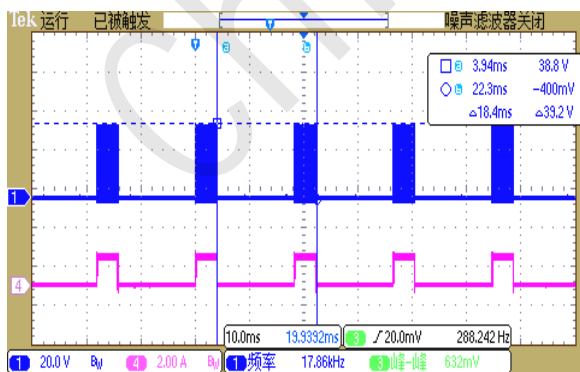 Tek 运行 已被触发 噪声滤波器关闭
a 3.94ms 38.8 V
b 22.3ms −400mV
△18.4ms △39.2 V
a b
1
4
10.0ms 19.9392ms 3 20.0mV 288.242 Hz
1 20.0 V BW 4 2.00 A BW 1 频率 17.86kHz 3 峰−峰 632mV